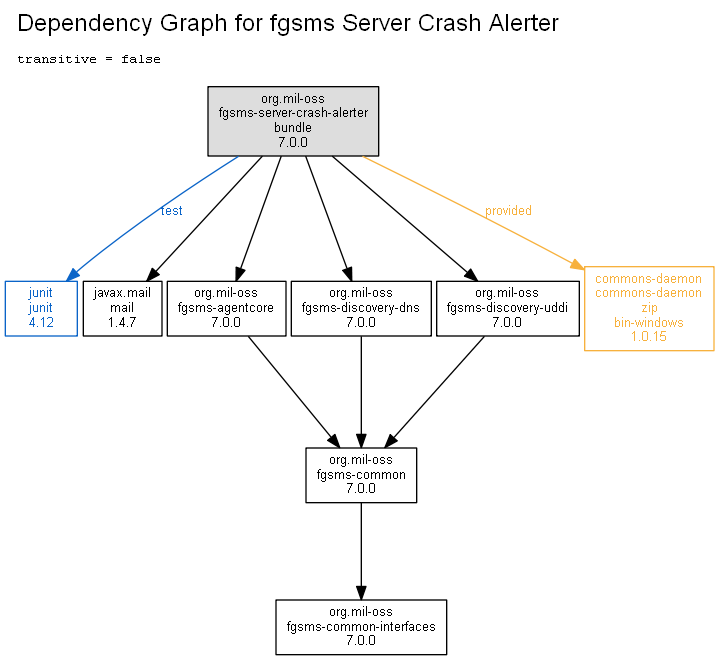 Dependency Graph for fgsms Server Crash Alerter
transitive = false
org.mil-oss
fgsms-server-crash-alerter
bundle
7.0.0
test
provided
junit
junit
4.12
javax.mail
mail
1.4.7
org.mil-oss
fgsms-agentcore
7.0.0
org.mil-oss
fgsms-discovery-dns
7.0.0
org.mil-oss
fgsms-discovery-uddi
7.0.0
commons-daemon
commons-daemon
zip
bin-windows
1.0.15
org.mil-oss
fgsms-common
7.0.0
org.mil-oss
fgsms-common-interfaces
7.0.0